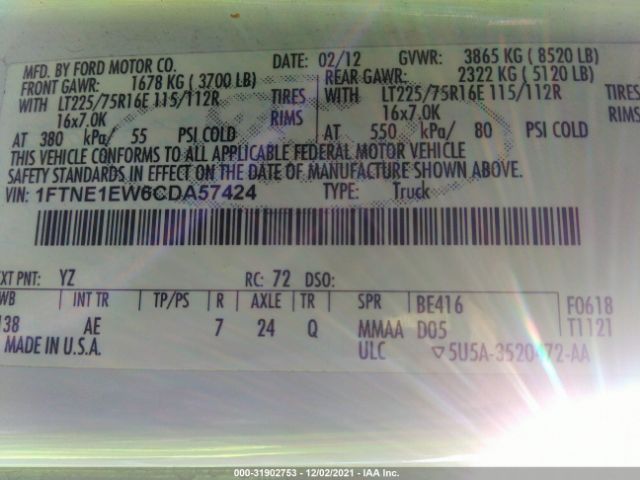 MFD. BY FORD MOTOR CO. DATE: 02/12 GVWR: 3865 KG ( 8520 LB)
FRONT GAWR: 1678 KG ( 3700 LB) REAR GAWR: 2322 KG ( 5120 LB)
WITH LT225/75R16E 115/112R TIRES WITH LT225/75R16E 115/112R TIRES
16x7.0K RIMS 16x7.0K RIMS
AT 380 kPa/ 55 PSI COLD AT 550 kPa/ 80 PSI COLD
THIS VEHICLE CONFORMS TO ALL APPLICABLE FEDERAL MOTOR VEHICLE
SAFETY STANDARDS IN EFFECT ON THE DATE OF MANUFACTURE SHOWN ABOVE.
VIN: 1FTNE1EW6CDA57424 TYPE: Truck
EXT PNT: YZ RC: 72 DSO:
WB INT TR TP/PS R AXLE TR SPR BE416 F0618
138 AE 7 24 Q MMAA D05 T1121
MADE IN U.S.A. ULC ▽5U5A-3520472-AA
000-31902753 - 12/02/2021 - IAA Inc.